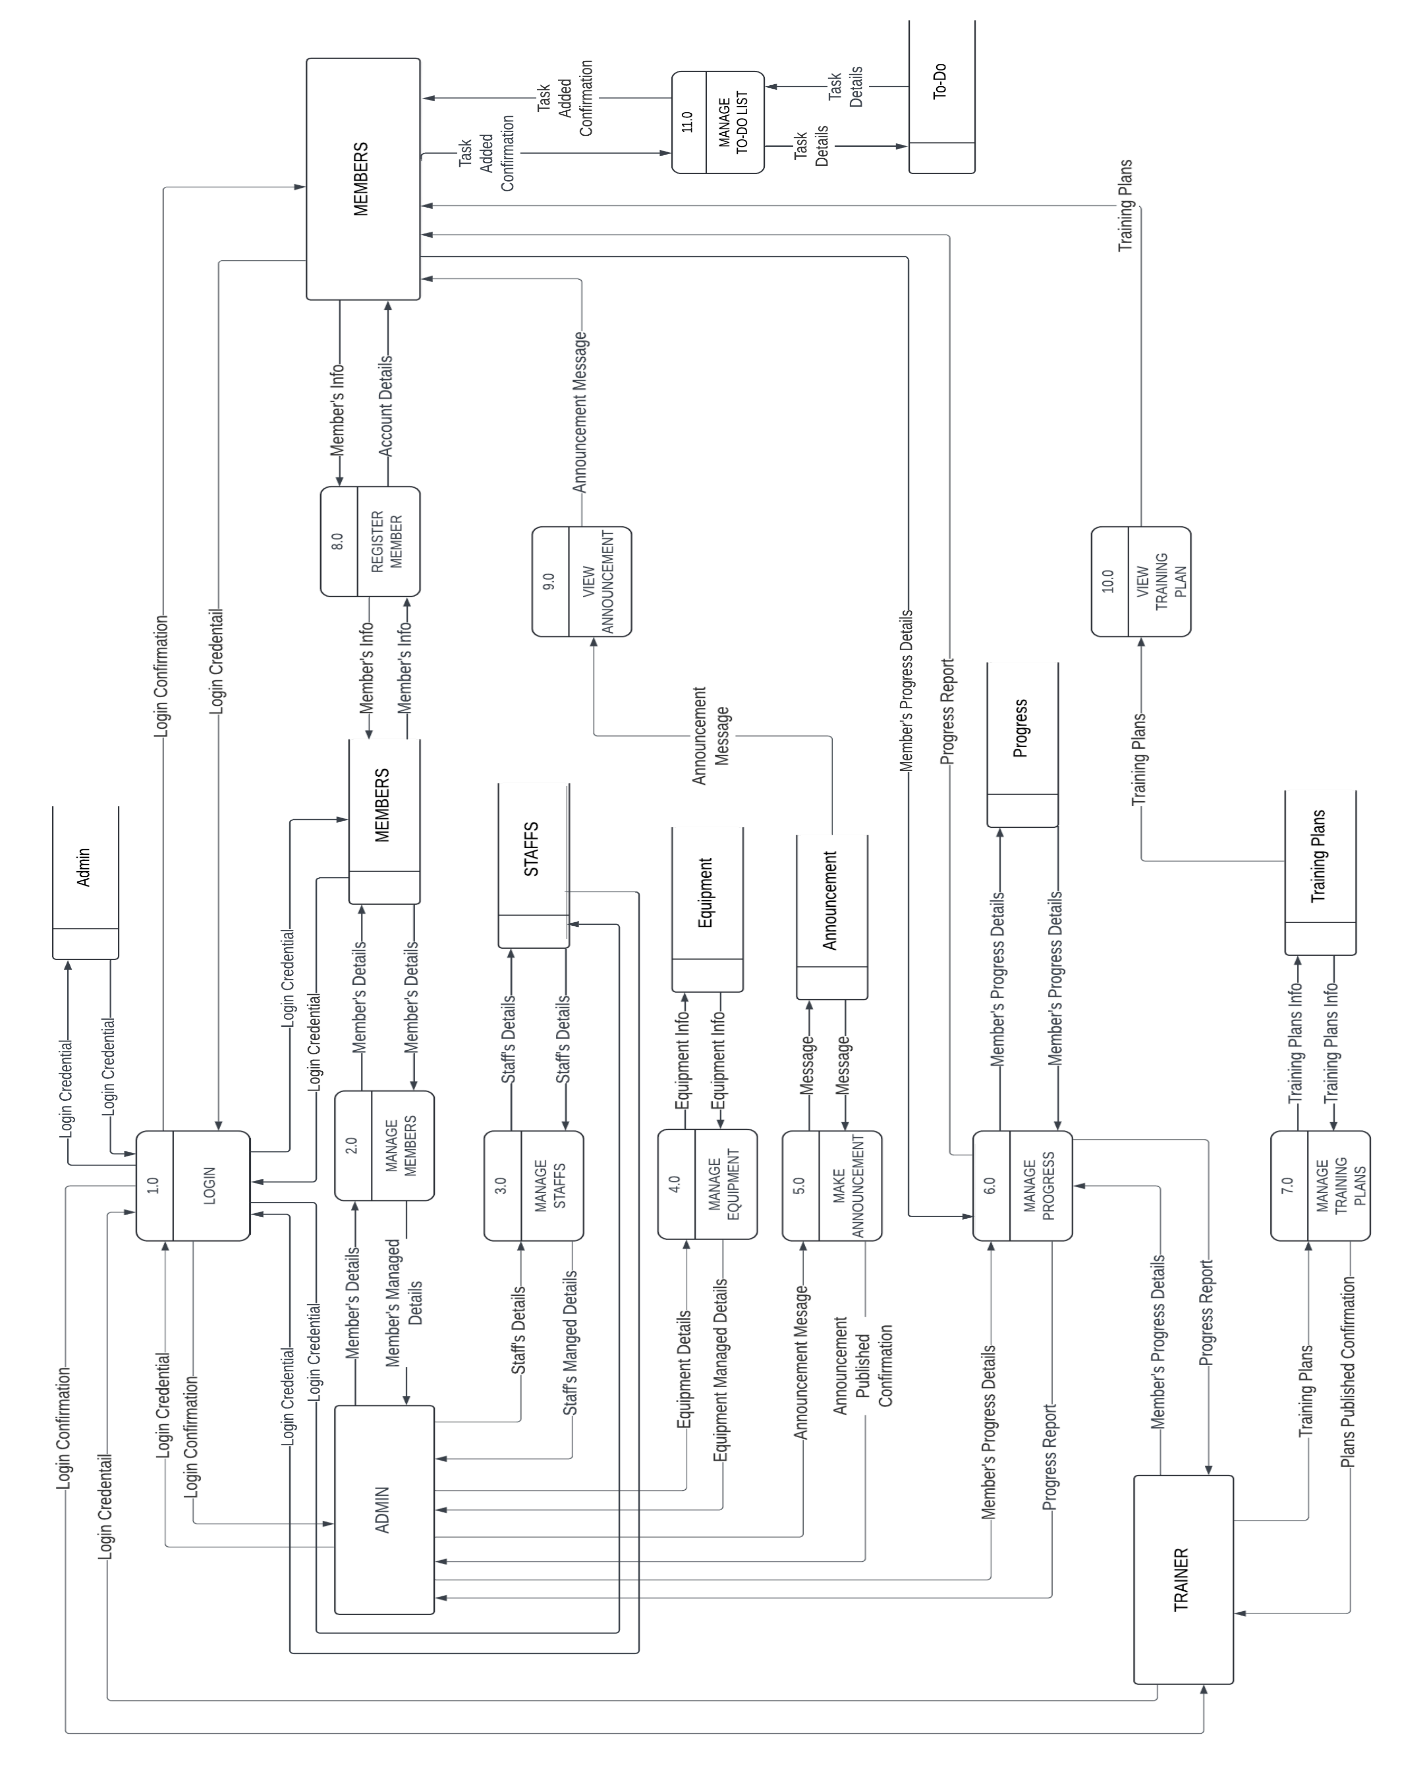 Login Confirmation
Login Credential
Admin
Login Credentail
Login Credential
Login Credential
1.0
Login Confirmation
Login Confirmation
LOGIN
Login Credentail
Login Credential
Login Credential
Login Credential
Login Credential
Member's Details
2.0
Member's Details
Member's Info
8.0
Member's Info
MEMBERS
ADMIN
Member's Managed
Details
MANAGE
MEMBERS
Member's Details
MEMBERS
Member's Info
Member's Info
REGISTER
MEMBER
Account Details
Staff's Details
3.0
Staff's Details
STAFFS
Staff's Manged Details
MANAGE
STAFFS
Staff's Details
9.0
VIEW
ANNOUNCEMENT
Announcement Message
Task
Added
Confirmation
Task
Added
Confirmation
Equipment Details
4.0
Equipment Info
Equipment
Announcement
Message
11.0
MANAGE
TO-DO LIST
Equipment Managed Details
MANAGE
EQUIPMENT
Equipment Info
Announcement Mesage
5.0
Message
Announcement
Task
Details
Task
Details
Announcement
Published
Confirmation
MAKE
ANNOUNCEMENT
Message
Member's Progress Details
To-Do
Progress Report
Member's Progress Details
6.0
Member's Progress Details
Progress
Progress Report
MANAGE
PROGRESS
Member's Progress Details
10.0
VIEW
TRAINING
PLAN
Training Plans
Training Plans
TRAINER
Member's Progress Details
Progress Report
Training Plans
7.0
Training Plans Info
Training Plans
Plans Published Confirmation
MANAGE
TRAINING
PLANS
Training Plans Info